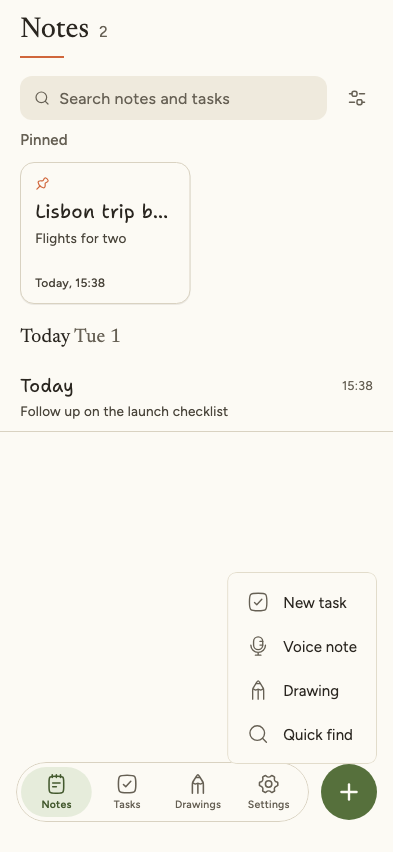 Notes 2
Search notes and tasks
Pinned
Lisbon trip b...
Flights for two
Today, 15:38
Today Tue 1
Today 15:38
Follow up on the launch checklist
New task
Voice note
Drawing
Quick find
Notes Tasks Drawings Settings